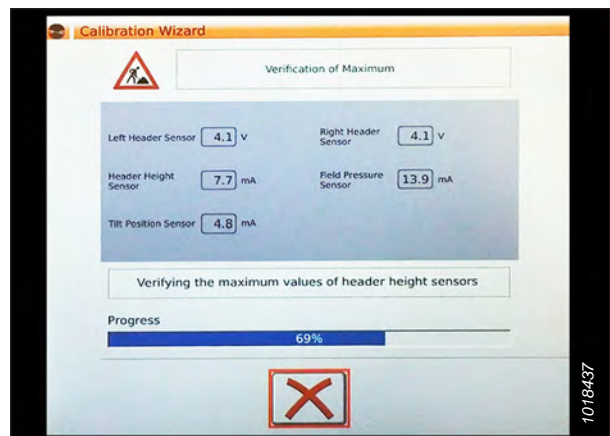 Calibration Wizard
Verification of Maximum
Left Header Sensor 4.1 V
Right Header Sensor 4.1 V
Header Height Sensor 7.7 mA
Field Pressure Sensor 13.9 mA
Tilt Position Sensor 4.8 mA
Verifying the maximum values of header height sensors
Progress
69%
1018437